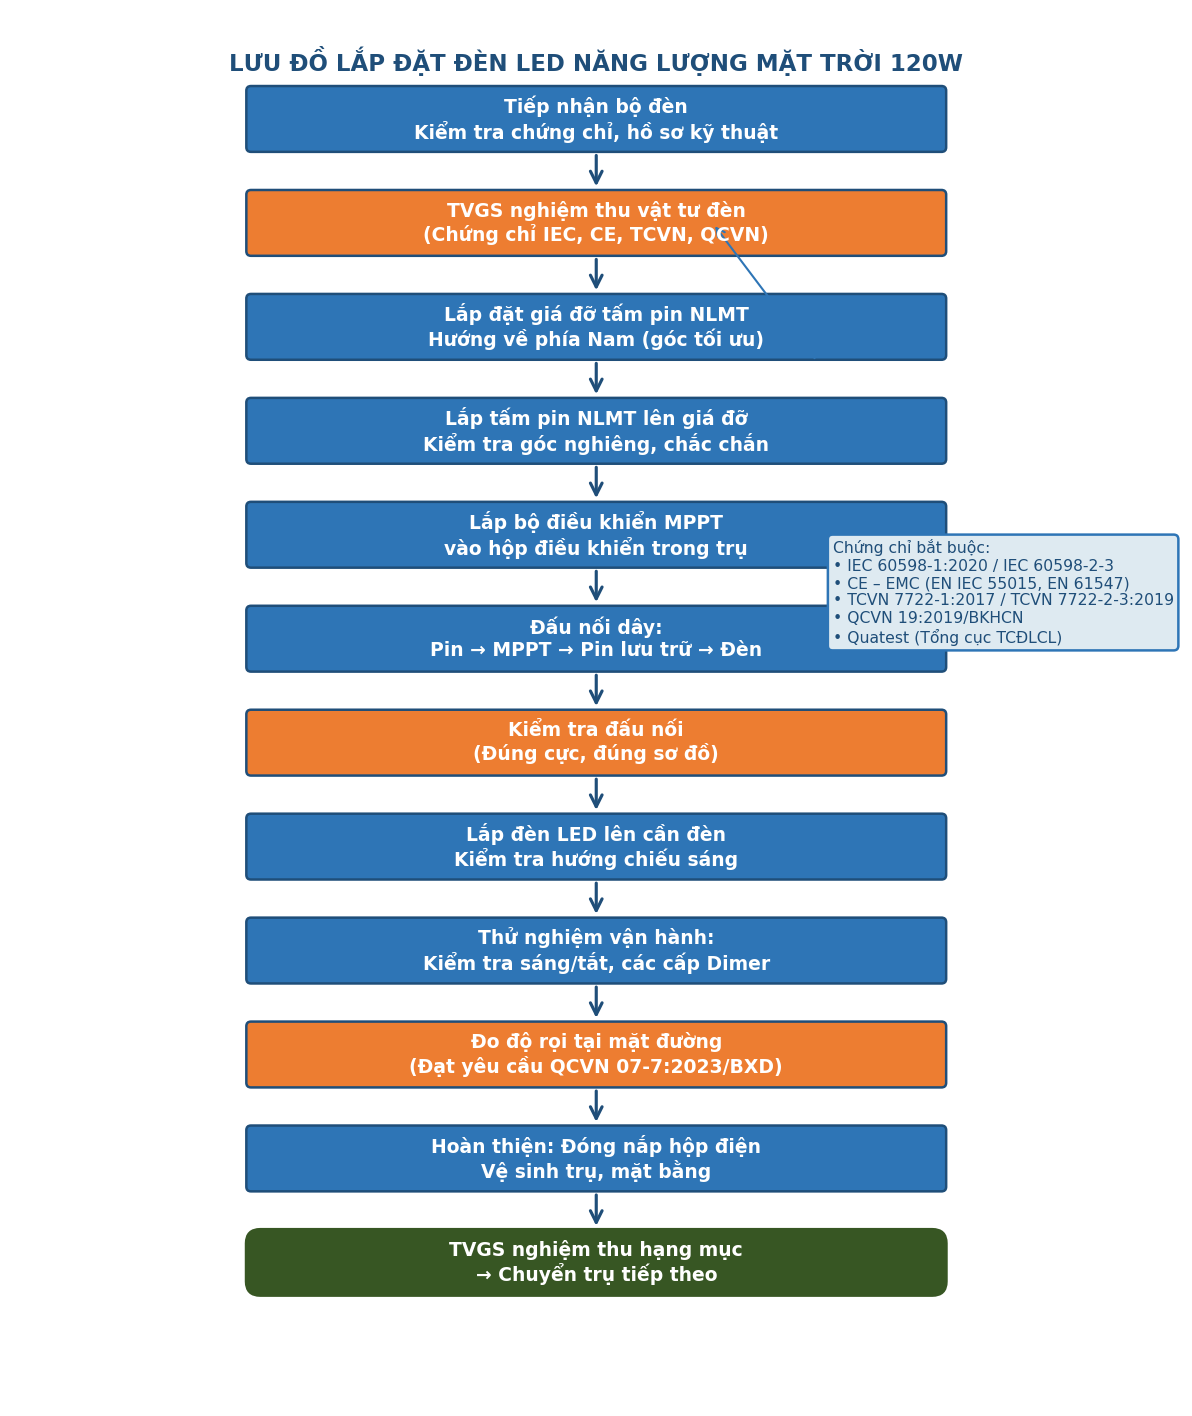 LƯU ĐỒ LẮP ĐẶT ĐÈN LED NĂNG LƯỢNG MẶT TRỜI 120W
Tiếp nhận bộ đèn
Kiểm tra chứng chỉ, hồ sơ kỹ thuật
TVGS nghiệm thu vật tư đèn
(Chứng chỉ IEC, CE, TCVN, QCVN)
Lắp đặt giá đỡ tấm pin NLMT
Hướng về phía Nam (góc tối ưu)
Lắp tấm pin NLMT lên giá đỡ
Kiểm tra góc nghiêng, chắc chắn
Lắp bộ điều khiển MPPT
vào hộp điều khiển trong trụ
Chứng chỉ bắt buộc:
• IEC 60598-1:2020 / IEC 60598-2-3
• CE – EMC (EN IEC 55015, EN 61547)
• TCVN 7722-1:2017 / TCVN 7722-2-3:2019
• QCVN 19:2019/BKHCN
• Quatest (Tổng cục TCĐLCL)
Đấu nối dây:
Pin → MPPT → Pin lưu trữ → Đèn
Kiểm tra đấu nối
(Đúng cực, đúng sơ đồ)
Lắp đèn LED lên cần đèn
Kiểm tra hướng chiếu sáng
Thử nghiệm vận hành:
Kiểm tra sáng/tắt, các cấp Dimer
Đo độ rọi tại mặt đường
(Đạt yêu cầu QCVN 07-7:2023/BXD)
Hoàn thiện: Đóng nắp hộp điện
Vệ sinh trụ, mặt bằng
TVGS nghiệm thu hạng mục
→ Chuyển trụ tiếp theo